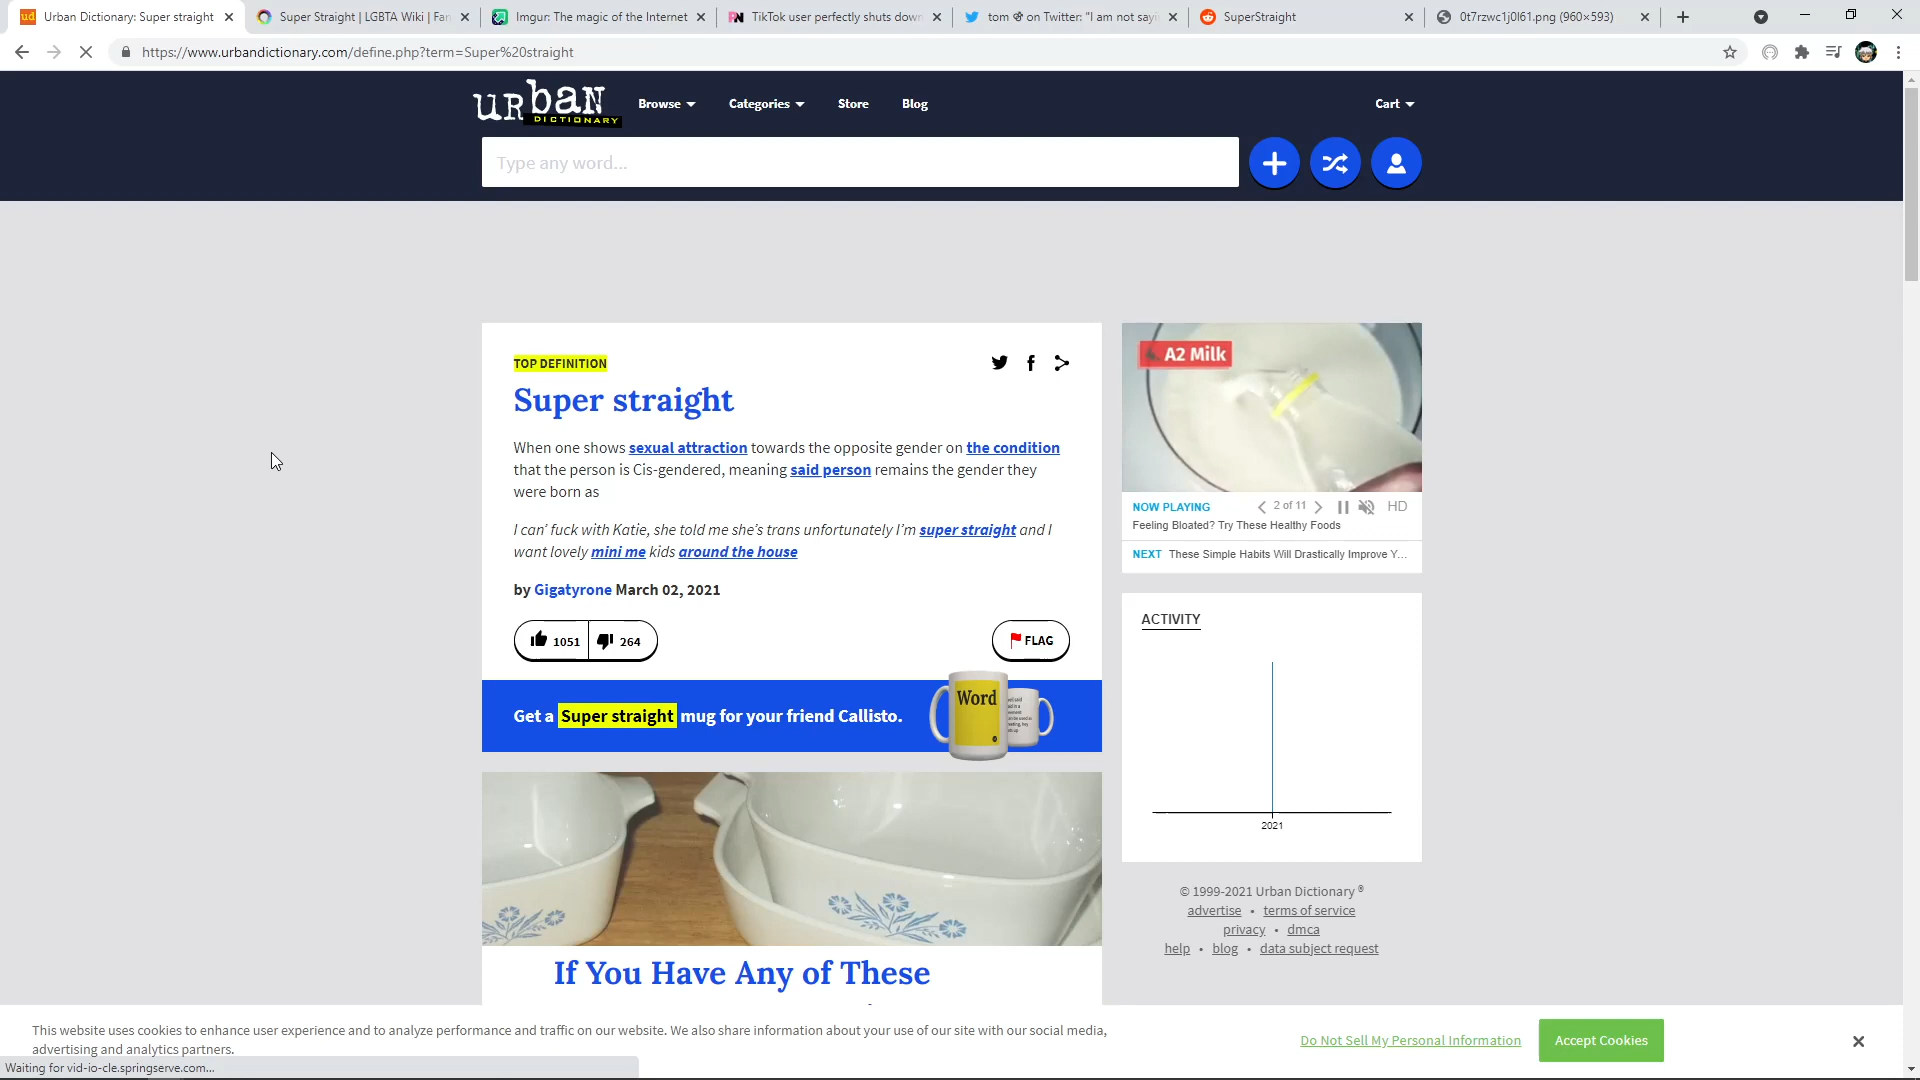 Urban Dictionary: Super straight
Super Straight | LGBTA Wiki | Fan
Imgur: The magic of the Internet
TikTok user perfectly shuts down
tom on Twitter: "I am not sayi
SuperStraight
0t7rzwc1j0l61.png (960×593)
https://www.urbandictionary.com/define.php?term=Super%20straight
urban
DICTIONARY
Browse
Categories
Store
Blog
Cart
Type any word...
TOP DEFINITION
Super straight
When one shows sexual attraction towards the opposite gender on the condition
that the person is Cis-gendered, meaning said person remains the gender they
were born as
I can' fuck with Katie, she told me she's trans unfortunately I'm super straight and I
want lovely mini me kids around the house
by Gigatyrone March 02, 2021
1051
264
FLAG
Get a Super straight mug for your friend Callisto.
Word
If You Have Any of These
A2 Milk
NOW PLAYING
2 of 11
HD
Feeling Bloated? Try These Healthy Foods
NEXT These Simple Habits Will Drastically Improve Y...
ACTIVITY
2021
© 1999-2021 Urban Dictionary ®
advertise • terms of service
privacy • dmca
help • blog • data subject request
This website uses cookies to enhance user experience and to analyze performance and traffic on our website. We also share information about your use of our site with our social media,
advertising and analytics partners.
Do Not Sell My Personal Information
Accept Cookies
Waiting for vid-io-cle.springserve.com...